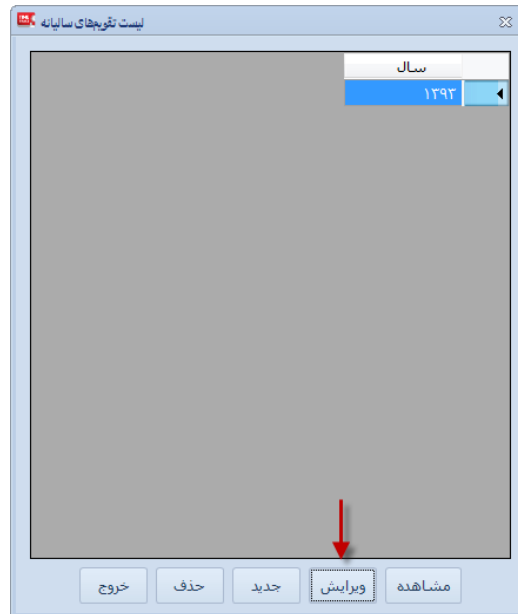 لیست تقویم‌های سالیانه
سال
۱۳۹۳
مشاهده ویرایش جدید حذف خروج